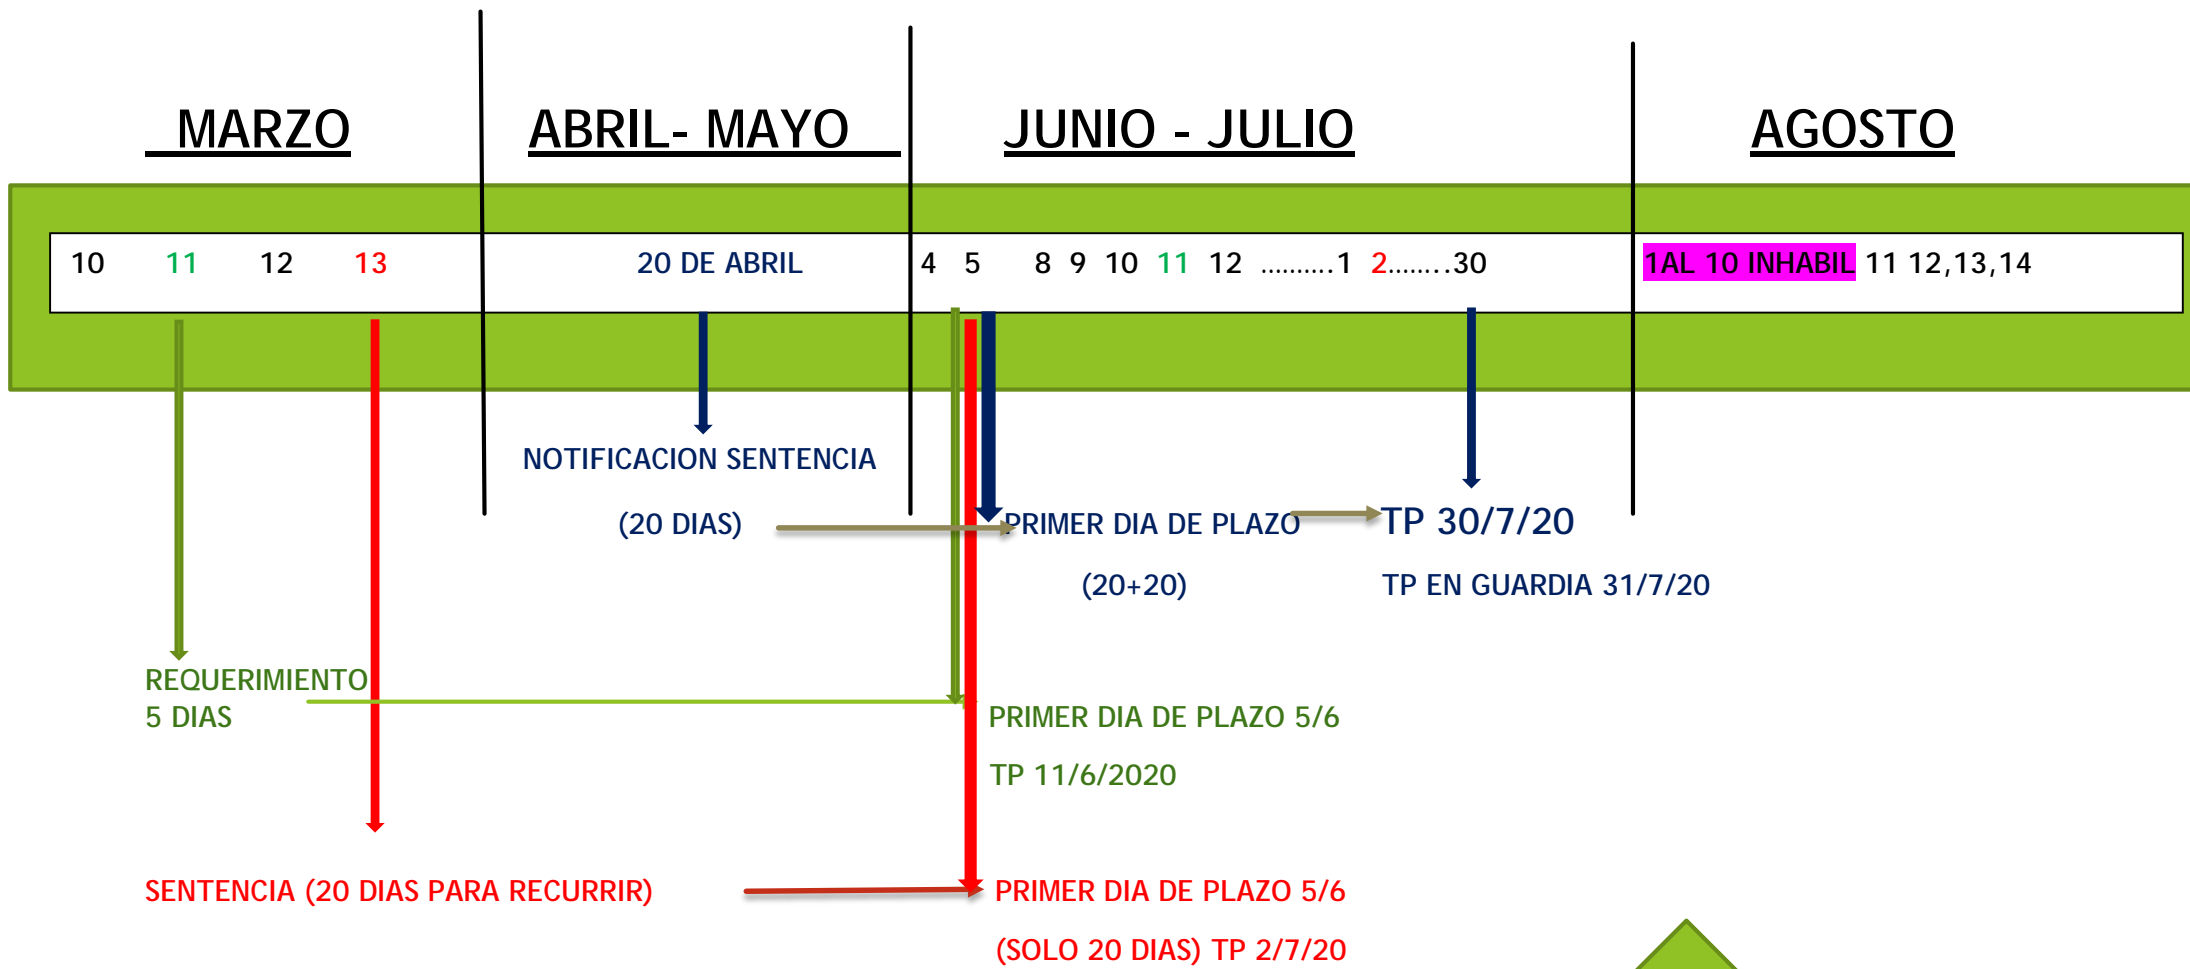 MARZO
ABRIL- MAYO
JUNIO - JULIO
AGOSTO
10 11 12 13
20 DE ABRIL
4 5 8 9 10 11 12 ..........1 2........30
1AL 10 INHABIL 11 12,13,14
NOTIFICACION SENTENCIA
(20 DIAS)
PRIMER DIA DE PLAZO
(20+20)
TP 30/7/20
TP EN GUARDIA 31/7/20
REQUERIMIENTO
5 DIAS
PRIMER DIA DE PLAZO 5/6
TP 11/6/2020
SENTENCIA (20 DIAS PARA RECURRIR)
PRIMER DIA DE PLAZO 5/6
(SOLO 20 DIAS) TP 2/7/20